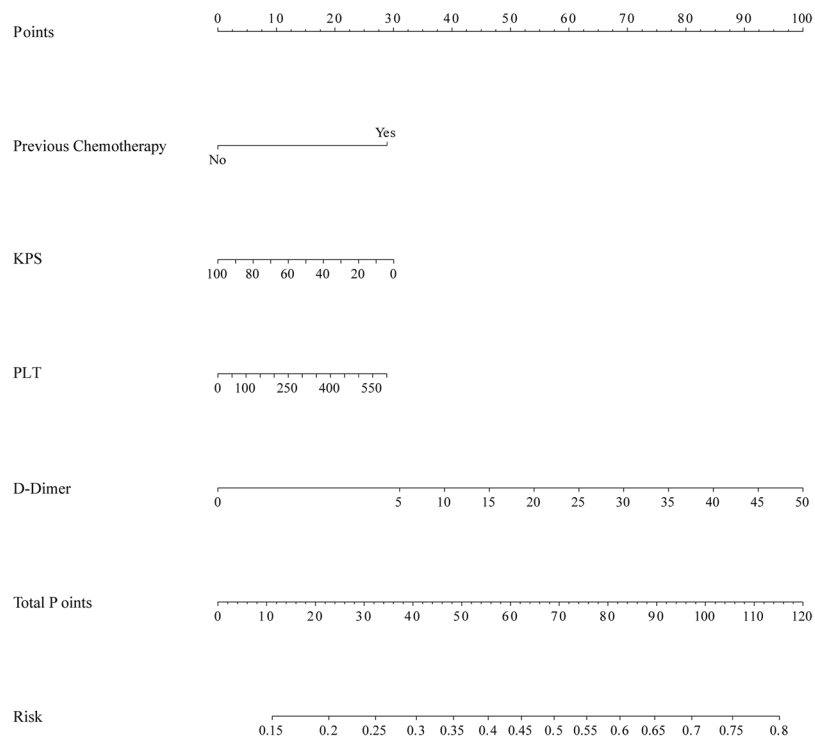 0 10 20 30 40 50 60 70 80 90 100
Points
Yes
Previous Chemotherapy
No
KPS
100 80 60 40 20 0
PLT
0 100 250 400 550
D-Dimer
0 5 10 15 20 25 30 35 40 45 50
Total P oints
0 10 20 30 40 50 60 70 80 90 100 110 120
Risk
0.15 0.2 0.25 0.3 0.35 0.4 0.45 0.5 0.55 0.6 0.65 0.7 0.75 0.8